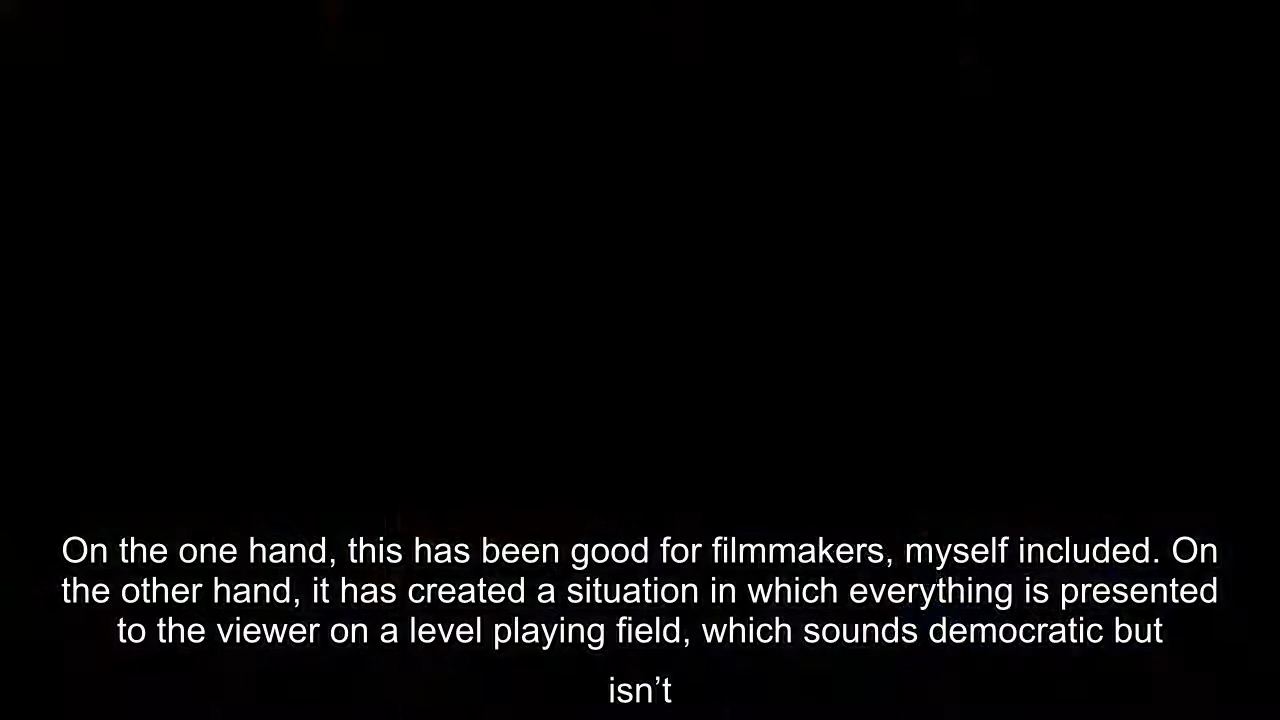 On the one hand, this has been good for filmmakers, myself included. On
the other hand, it has created a situation in which everything is presented
to the viewer on a level playing field, which sounds democratic but
isn’t